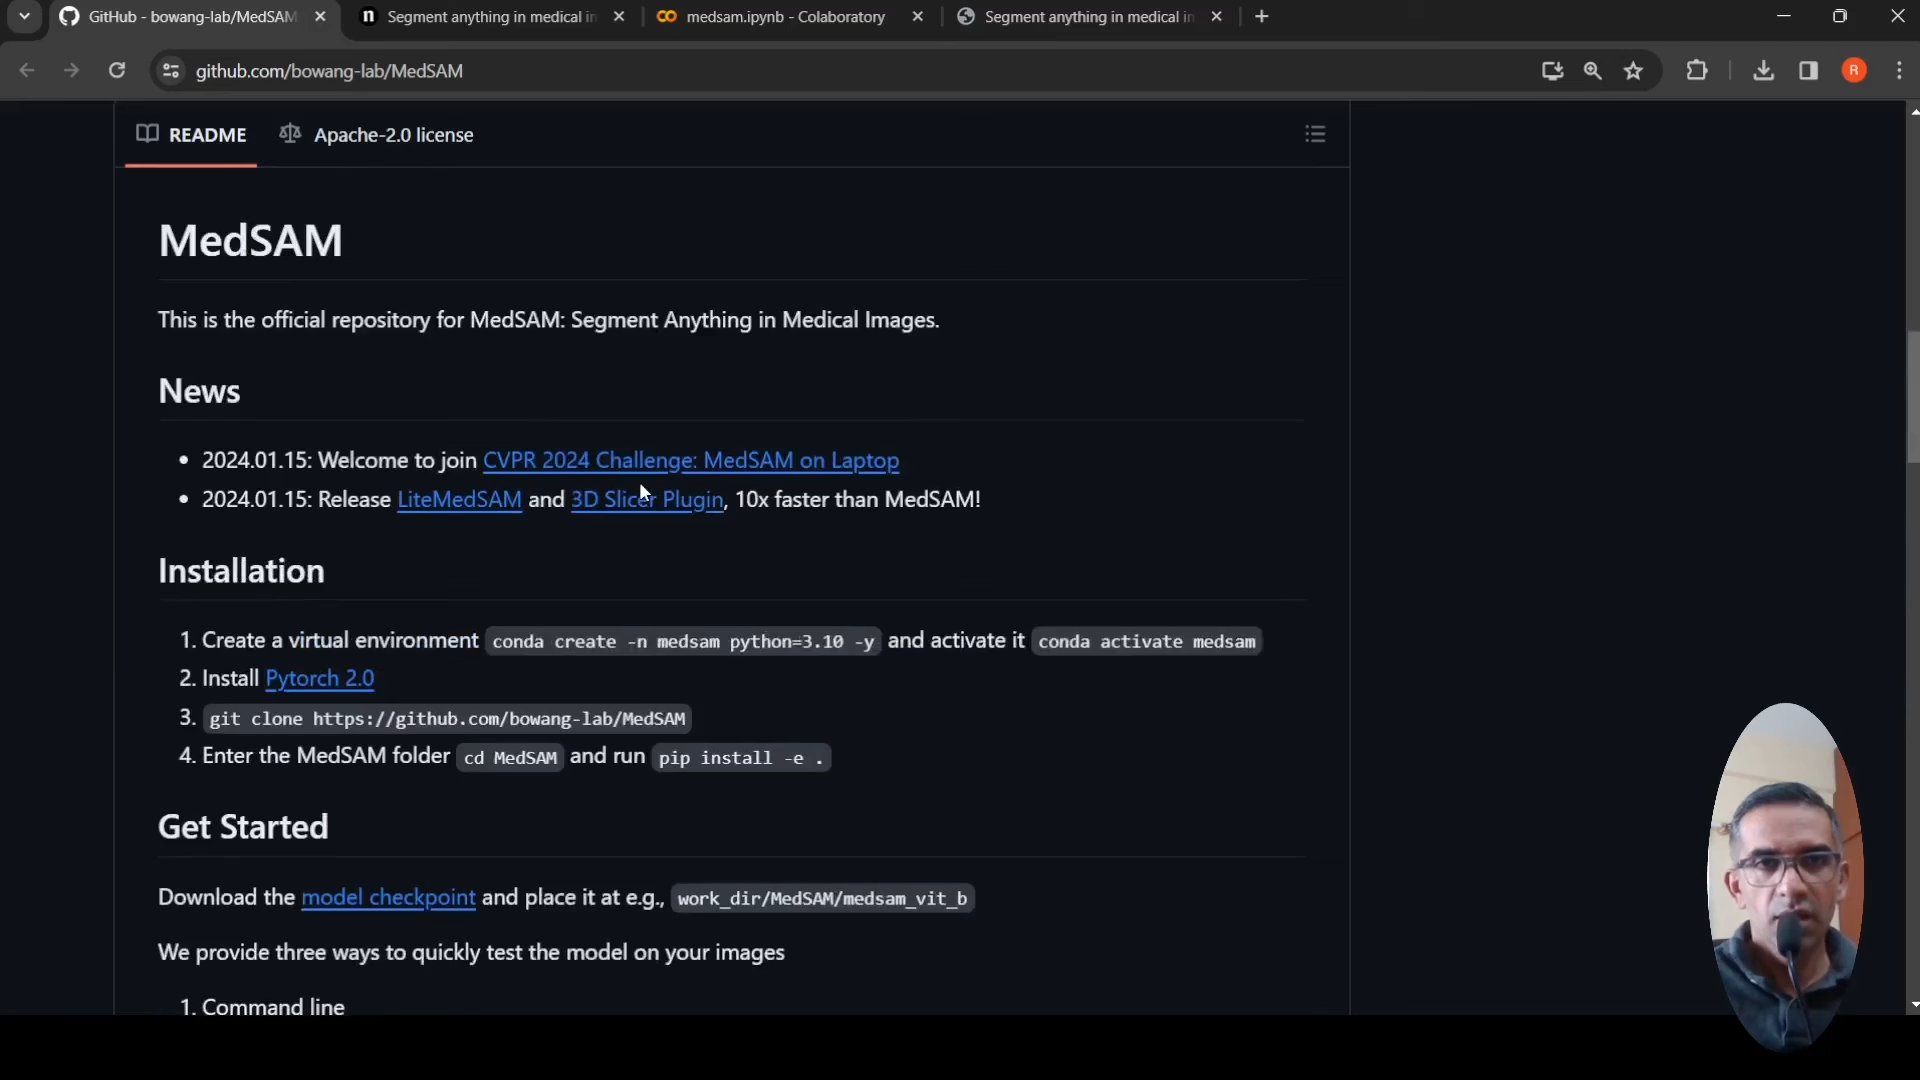 GitHub - bowang-lab/MedSAM
Segment anything in medical in
medsam.ipynb - Colaboratory
Segment anything in medical in
github.com/bowang-lab/MedSAM
R
README
Apache-2.0 license
MedSAM
This is the official repository for MedSAM: Segment Anything in Medical Images.
News
• 2024.01.15: Welcome to join CVPR 2024 Challenge: MedSAM on Laptop
• 2024.01.15: Release LiteMedSAM and 3D Slicer Plugin, 10x faster than MedSAM!
Installation
1. Create a virtual environment conda create -n medsam python=3.10 -y and activate it conda activate medsam
2. Install Pytorch 2.0
3. git clone https://github.com/bowang-lab/MedSAM
4. Enter the MedSAM folder cd MedSAM and run pip install -e .
Get Started
Download the model checkpoint and place it at e.g., work_dir/MedSAM/medsam_vit_b
We provide three ways to quickly test the model on your images
1. Command line